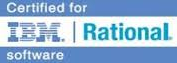 Certified for
IBM. | Rational.
software